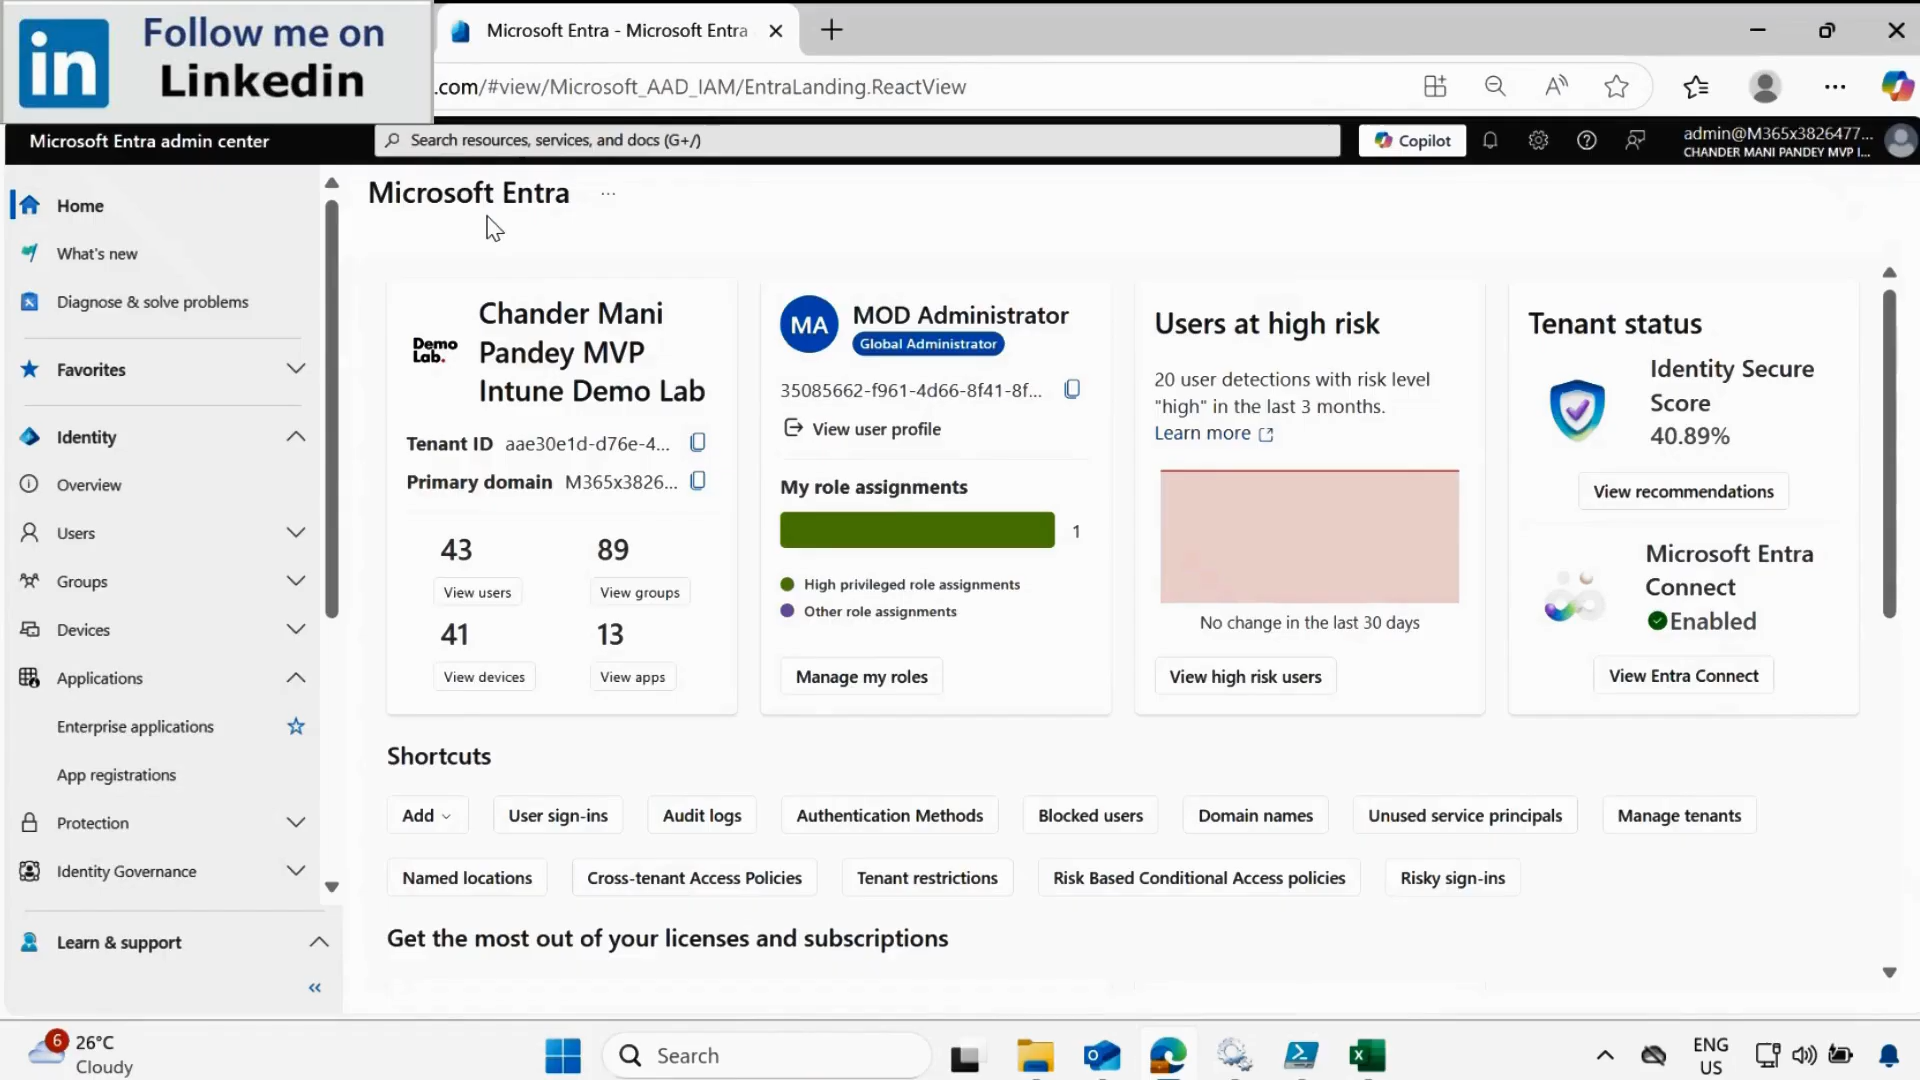 in
Follow me on
Linkedin
Microsoft Entra - Microsoft Entra
.com/#view/Microsoft_AAD_IAM/EntraLanding.ReactView
Microsoft Entra admin center
Search resources, services, and docs (G+/)
Copilot
admin@M365x3826477...
CHANDER MANI PANDEY MVP I...
Home
What's new
Diagnose & solve problems
Favorites
Identity
Overview
Users
Groups
Devices
Applications
Enterprise applications
App registrations
Protection
Identity Governance
Learn & support
Microsoft Entra ...
Demo
Lab.
Chander Mani
Pandey MVP
Intune Demo Lab
Tenant ID aae30e1d-d76e-4...
Primary domain M365x3826...
43
View users
89
View groups
41
View devices
13
View apps
MA
MOD Administrator
Global Administrator
35085662-f961-4d66-8f41-8f...
View user profile
My role assignments
1
High privileged role assignments
Other role assignments
Manage my roles
Users at high risk
20 user detections with risk level
"high" in the last 3 months.
Learn more
No change in the last 30 days
View high risk users
Tenant status
Identity Secure
Score
40.89%
View recommendations
Microsoft Entra
Connect
Enabled
View Entra Connect
Shortcuts
Add
User sign-ins
Audit logs
Authentication Methods
Blocked users
Domain names
Unused service principals
Manage tenants
Named locations
Cross-tenant Access Policies
Tenant restrictions
Risk Based Conditional Access policies
Risky sign-ins
Get the most out of your licenses and subscriptions
6
26°C
Cloudy
Search
ENG
US